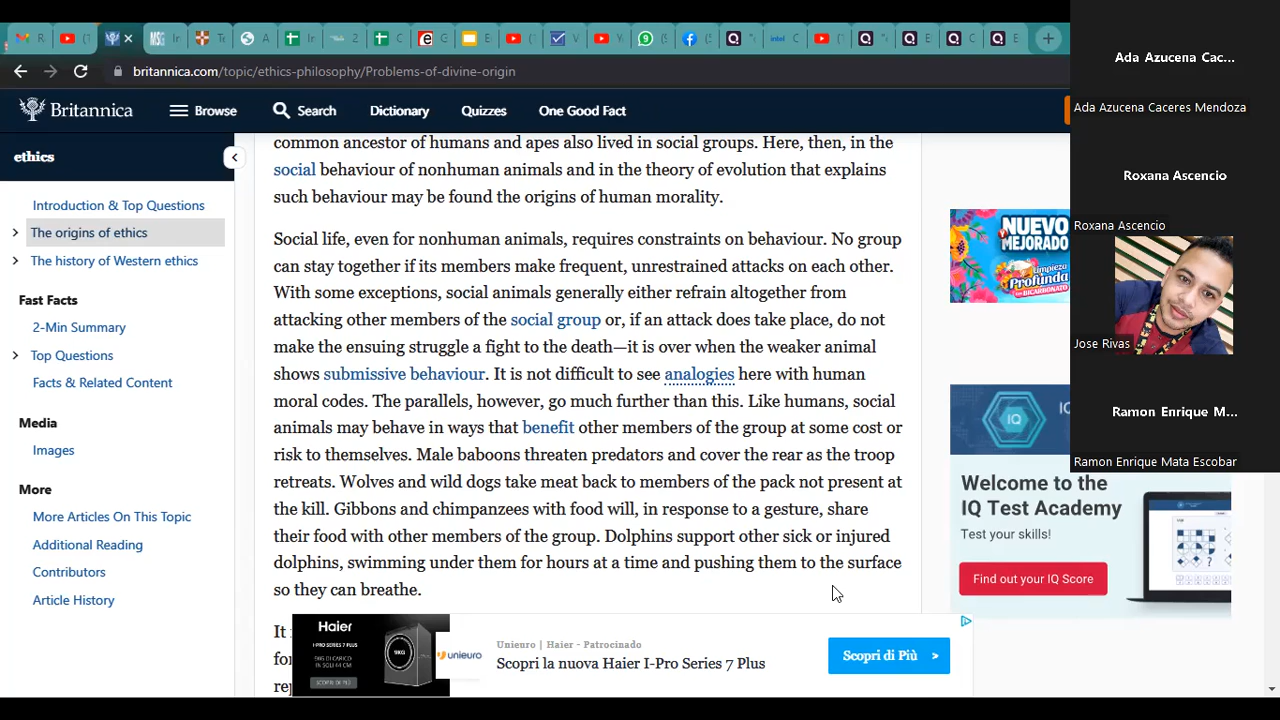 britannica.com/topic/ethics-philosophy/Problems-of-divine-origin
Britannica
Browse
Search
Dictionary
Quizzes
One Good Fact
ethics
Introduction & Top Questions
The origins of ethics
The history of Western ethics
Fast Facts
2-Min Summary
Top Questions
Facts & Related Content
Media
Images
More
More Articles On This Topic
Additional Reading
Contributors
Article History
common ancestor of humans and apes also lived in social groups. Here, then, in the
social behaviour of nonhuman animals and in the theory of evolution that explains
such behaviour may be found the origins of human morality.
Social life, even for nonhuman animals, requires constraints on behaviour. No group
can stay together if its members make frequent, unrestrained attacks on each other.
With some exceptions, social animals generally either refrain altogether from
attacking other members of the social group or, if an attack does take place, do not
make the ensuing struggle a fight to the death—it is over when the weaker animal
shows submissive behaviour. It is not difficult to see analogies here with human
moral codes. The parallels, however, go much further than this. Like humans, social
animals may behave in ways that benefit other members of the group at some cost or
risk to themselves. Male baboons threaten predators and cover the rear as the troop
retreats. Wolves and wild dogs take meat back to members of the pack not present at
the kill. Gibbons and chimpanzees with food will, in response to a gesture, share
their food with other members of the group. Dolphins support other sick or injured
dolphins, swimming under them for hours at a time and pushing them to the surface
so they can breathe.
It
for
Haier
I-PRO SERIES 7 PLUS
unieuro
Unieuro | Haier - Patrocinado
Scopri la nuova Haier I-Pro Series 7 Plus
Scopri di Più >
NUEVO
MEJORADO
Limpieza
Profunda
con BICARBONATO
IQ
Welcome to the
IQ Test Academy
Test your skills!
Find out your IQ Score
Ada Azucena Cac...
Ada Azucena Caceres Mendoza
Roxana Ascencio
Roxana Ascencio
Jose Rivas
Ramon Enrique M...
Ramon Enrique Mata Escobar